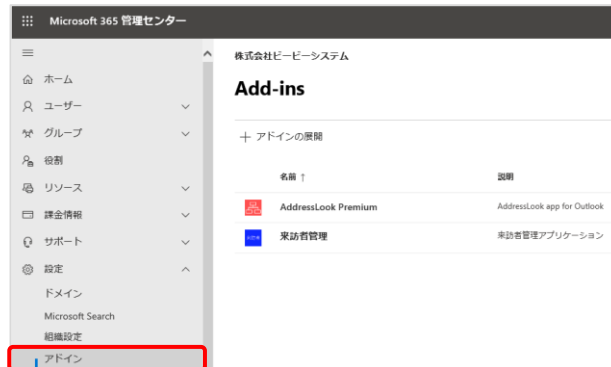 Microsoft 365 管理センター
ホーム
ユーザー
グループ
役割
リソース
課金情報
サポート
設定
ドメイン
Microsoft Search
組織設定
アドイン
株式会社ビービーシステム
Add-ins
+ アドインの展開
名前 ↑ 説明
AddressLook Premium AddressLook app for Outlook
来訪者管理 来訪者管理アプリケーション